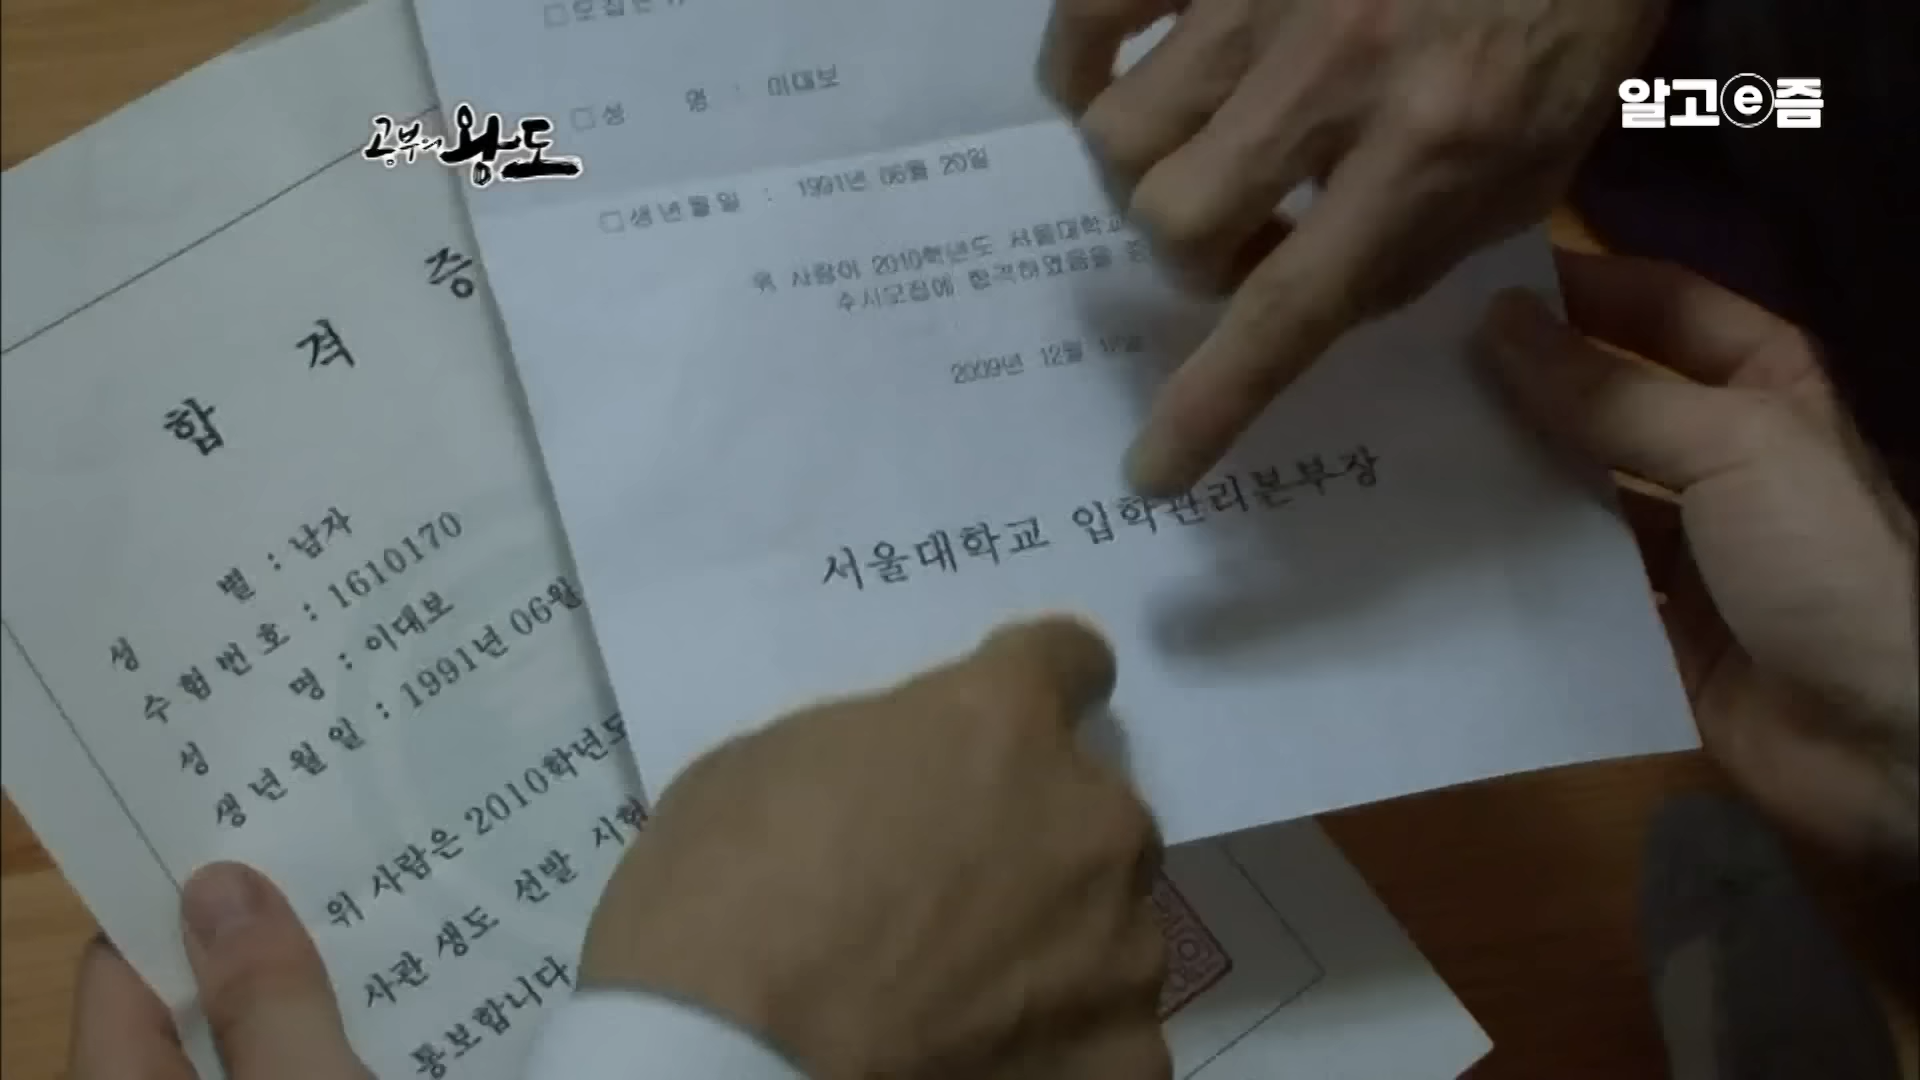 공부의 왕도
알고e즘
성 명 : 이대보
□생년월일 : 1991년 06월 20일
위 사람이 2010학년도 서울대학교
수시모집에 합격하였음을
2009년 12월
서울대학교 입학관리본부장
합 격 증
성 별 : 남자
수 험 번 호 : 1610170
성 명 : 이대보
생 년 월 일 : 1991년 06월
위 사람은 2010학년도
사관 생도 선발 시험
통보합니다